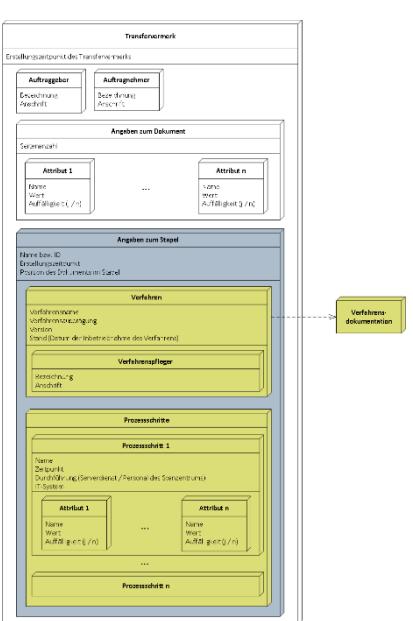 Transfervermerk
Erstellungszeitpunkt des Transfervermerks
Auftraggeber
Bezeichnung
Anschrift
Auftragnehmer
Bezeichnung
Anschrift
Angaben zum Dokument
Seitenanzahl
Attribut 1
Name
Wert
Auffälligkeit (j/n)
...
Attribut n
Name
Wert
Auffälligkeit (j/n)
Angaben zum Stapel
Name bzw. ID
Erstellungszeitpunkt
Position des Dokuments im Stapel
Verfahren
Verfahrensname
Verfahrensausprägung
Version
Stand (Datum der Inbetriebnahme des Verfahrens)
Verfahrenspfleger
Bezeichnung
Anschrift
Verfahrens-
dokumentation
Prozessschritte
Prozessschritt 1
Name
Zeitpunkt
Durchführung (Serverdienst / Personal des Scanzentrums)
IT-System
Attribut 1
Name
Wert
Auffälligkeit (j/n)
...
Attribut n
Name
Wert
Auffälligkeit (j/n)
...
Prozessschritt n